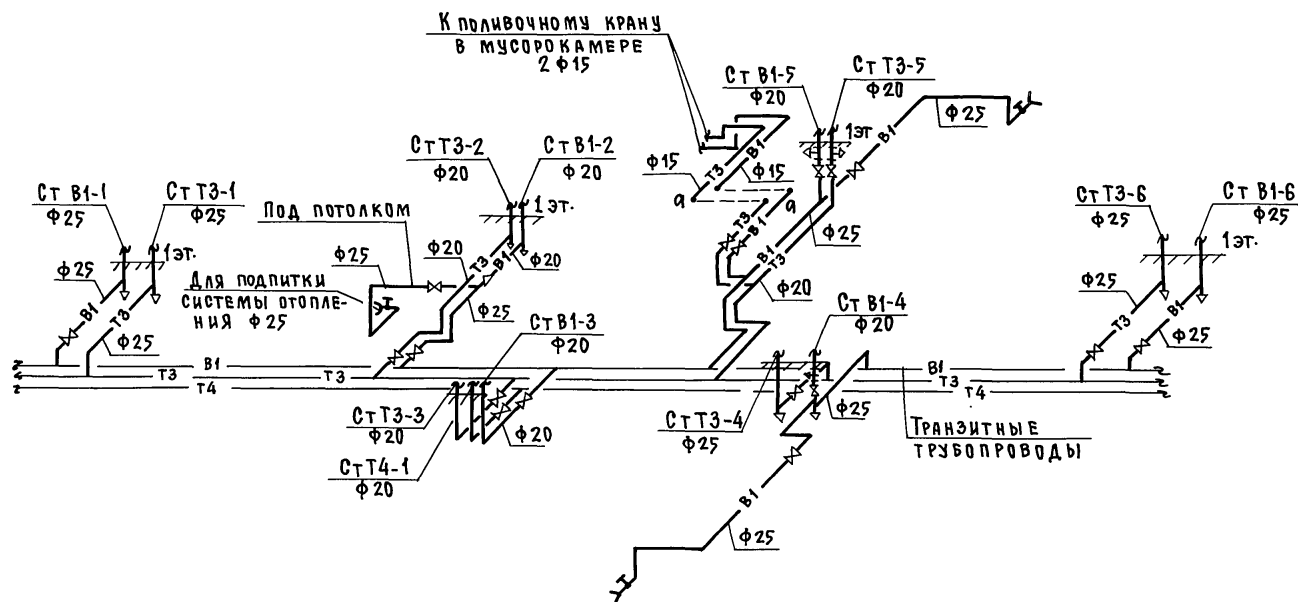 К ПОЛИВОЧНОМУ КРАНУ
В МУСОРОКАМЕРЕ
2 Ф15
Ст В1-5
Ф20
Ст Т3-5
Ф20
1ЭТ
В1
Ф25
Ст Т3-2
Ф20
Ст В1-2
Ф20
1 ЭТ.
Т3
В1
Ф15
Ф15
а
а
Т3
В1
Ст В1-1
Ф25
Ст Т3-1
Ф25
1ЭТ.
ПОД ПОТОЛКОМ
Ф25
Ф25
ДЛЯ ПОДПИТКИ
СИСТЕМЫ ОТОПЛЕ-
НИЯ Ф25
Ф20
Т3
В1
Ф20
Ф25
В1
Т3
Ф25
В1
Т3
Ф25
Ф20
Ст Т3-6
Ф25
Ст В1-6
Ф25
1ЭТ.
Ф25
Т3
В1
Ф25
Ст В1-3
Ф20
Ст В1-4
Ф20
В1
Т3
Т4
Т3
В1
Т3
Т4
Ст Т3-3
Ф20
Ф20
Ст Т4-1
Ф20
Ст Т3-4
Ф25
Ф25
ТРАНЗИТНЫЕ
ТРУБОПРОВОДЫ
В1
Ф25